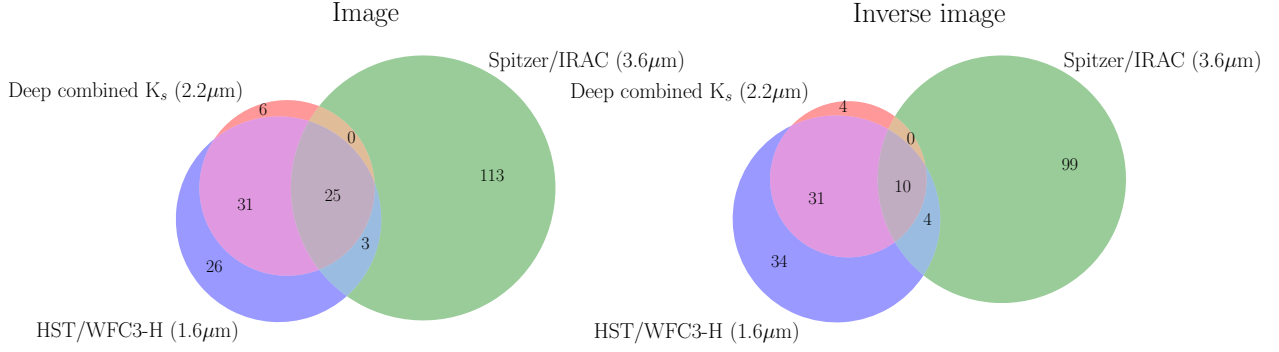 Image
Spitzer/IRAC (3.6μm)
Deep combined Kₛ (2.2μm)
6
0
113
31
25
3
26
HST/WFC3-H (1.6μm)
Inverse image
Spitzer/IRAC (3.6μm)
Deep combined Kₛ (2.2μm)
4
0
99
10
31
4
34
HST/WFC3-H (1.6μm)